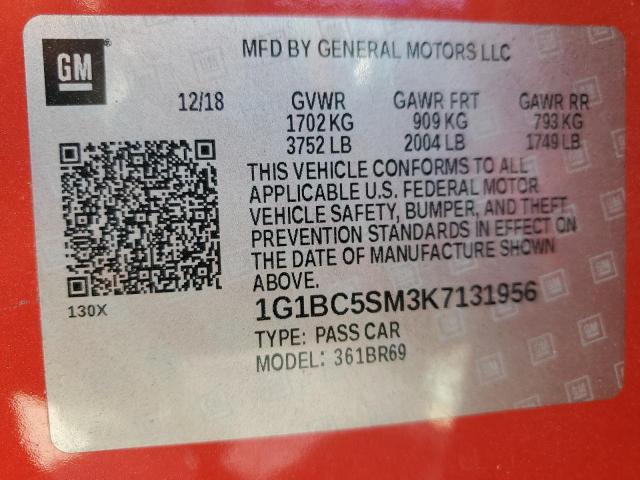 GM
MFD BY GENERAL MOTORS LLC
12/18 GVWR GAWR FRT GAWR RR
1702 KG 909 KG 793 KG
3752 LB 2004 LB 1749 LB
THIS VEHICLE CONFORMS TO ALL
APPLICABLE U.S. FEDERAL MOTOR
VEHICLE SAFETY, BUMPER, AND THEFT
PREVENTION STANDARDS IN EFFECT ON
THE DATE OF MANUFACTURE SHOWN
ABOVE.
1G1BC5SM3K7131956
130X
TYPE: PASS CAR
MODEL: 361BR69